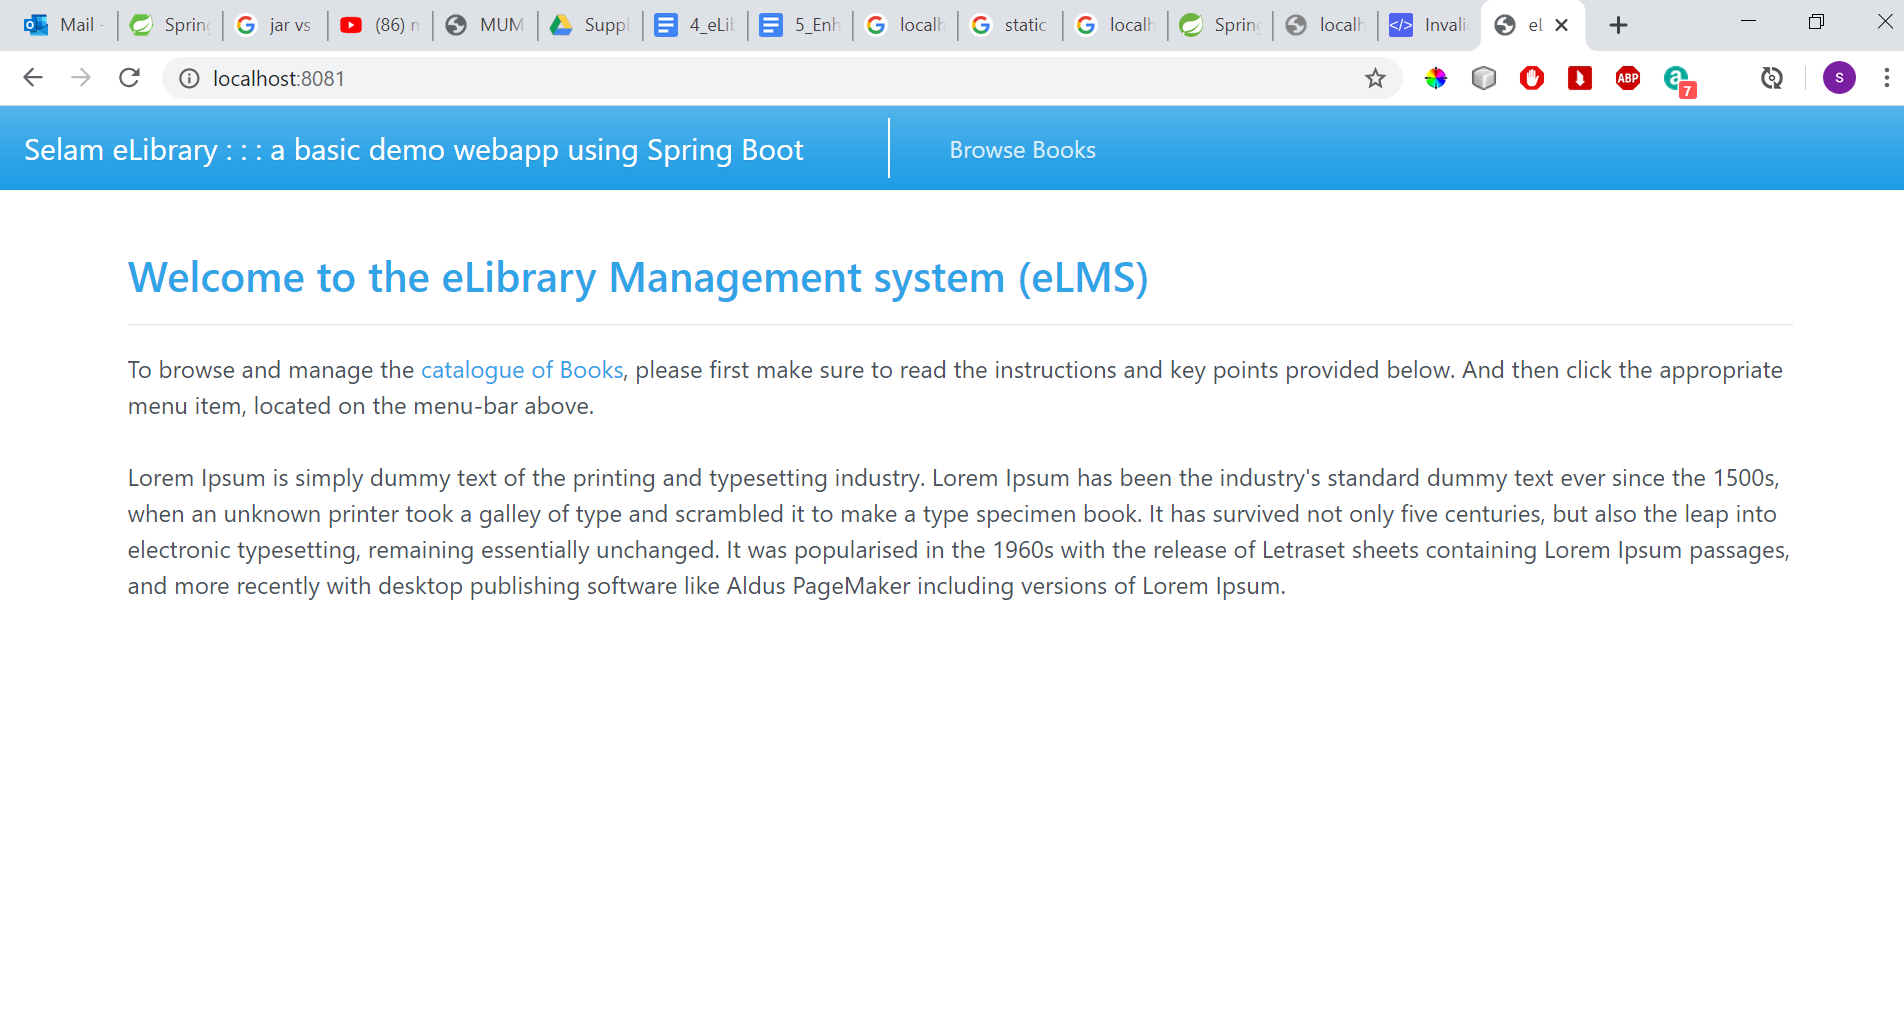 Mail
Spring
jar vs
(86)
MUM
Suppl
4_eLib
5_Enh
localh
static
localh
Spring
localh
Invali
eL
localhost:8081
ABP
a
7
S
Selam eLibrary : : : a basic demo webapp using Spring Boot
Browse Books
Welcome to the eLibrary Management system (eLMS)
To browse and manage the catalogue of Books, please first make sure to read the instructions and key points provided below. And then click the appropriate
menu item, located on the menu-bar above.
Lorem Ipsum is simply dummy text of the printing and typesetting industry. Lorem Ipsum has been the industry's standard dummy text ever since the 1500s,
when an unknown printer took a galley of type and scrambled it to make a type specimen book. It has survived not only five centuries, but also the leap into
electronic typesetting, remaining essentially unchanged. It was popularised in the 1960s with the release of Letraset sheets containing Lorem Ipsum passages,
and more recently with desktop publishing software like Aldus PageMaker including versions of Lorem Ipsum.